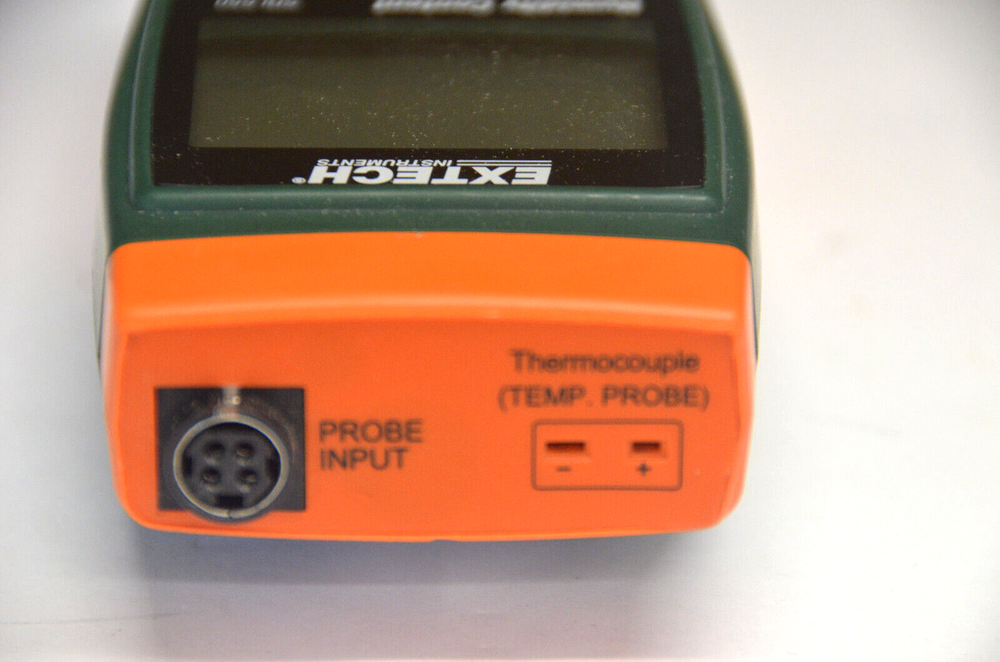 EXTECH®
INSTRUMENTS
Thermocouple
(TEMP. PROBE)
- +
PROBE
INPUT